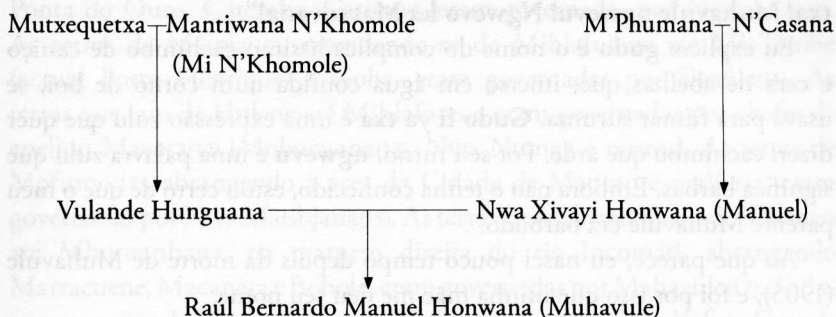 Mutxequetxa—Mantiwana N'Khomole M'Phumana—N'Casana
(Mi N'Khomole)
Vulande Hunguana Nwa Xivayi Honwana (Manuel)
Raúl Bernardo Manuel Honwana (Muhavule)